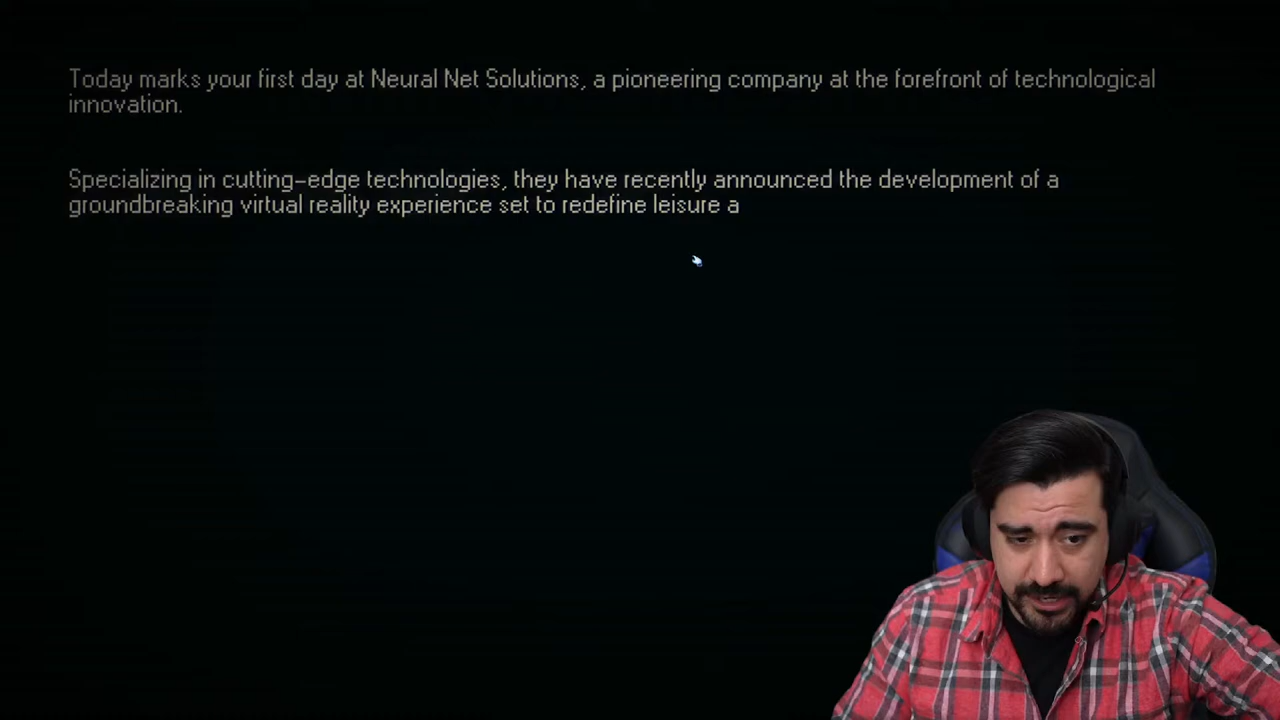 Today marks your first day at Neural Net Solutions, a pioneering company at the forefront of technological
innovation.
Specializing in cutting-edge technologies, they have recently announced the development of a
groundbreaking virtual reality experience set to redefine leisure a